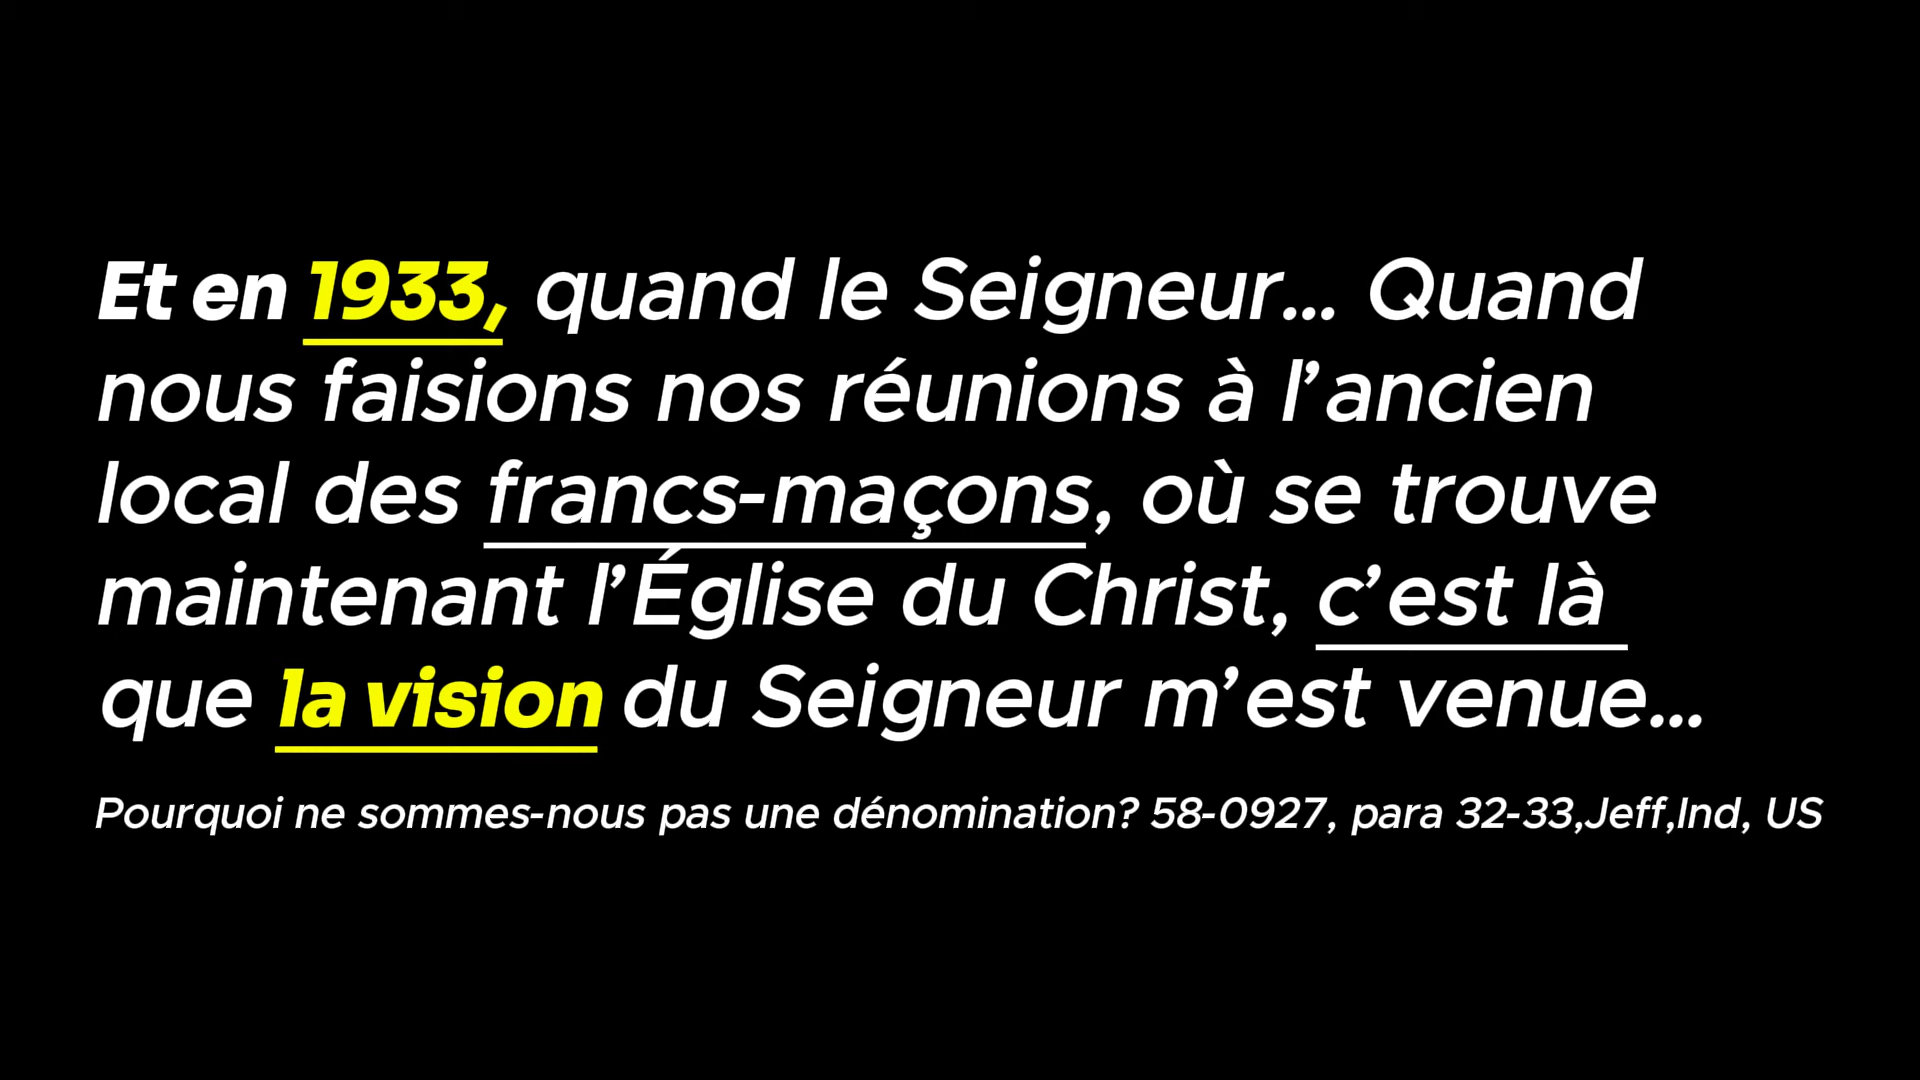 Et en 1933, quand le Seigneur... Quand
nous faisions nos réunions à l’ancien
local des francs-maçons, où se trouve
maintenant l’Église du Christ, c’est là
que la vision du Seigneur m’est venue...
Pourquoi ne sommes-nous pas une dénomination? 58-0927, para 32-33,Jeff,Ind, US